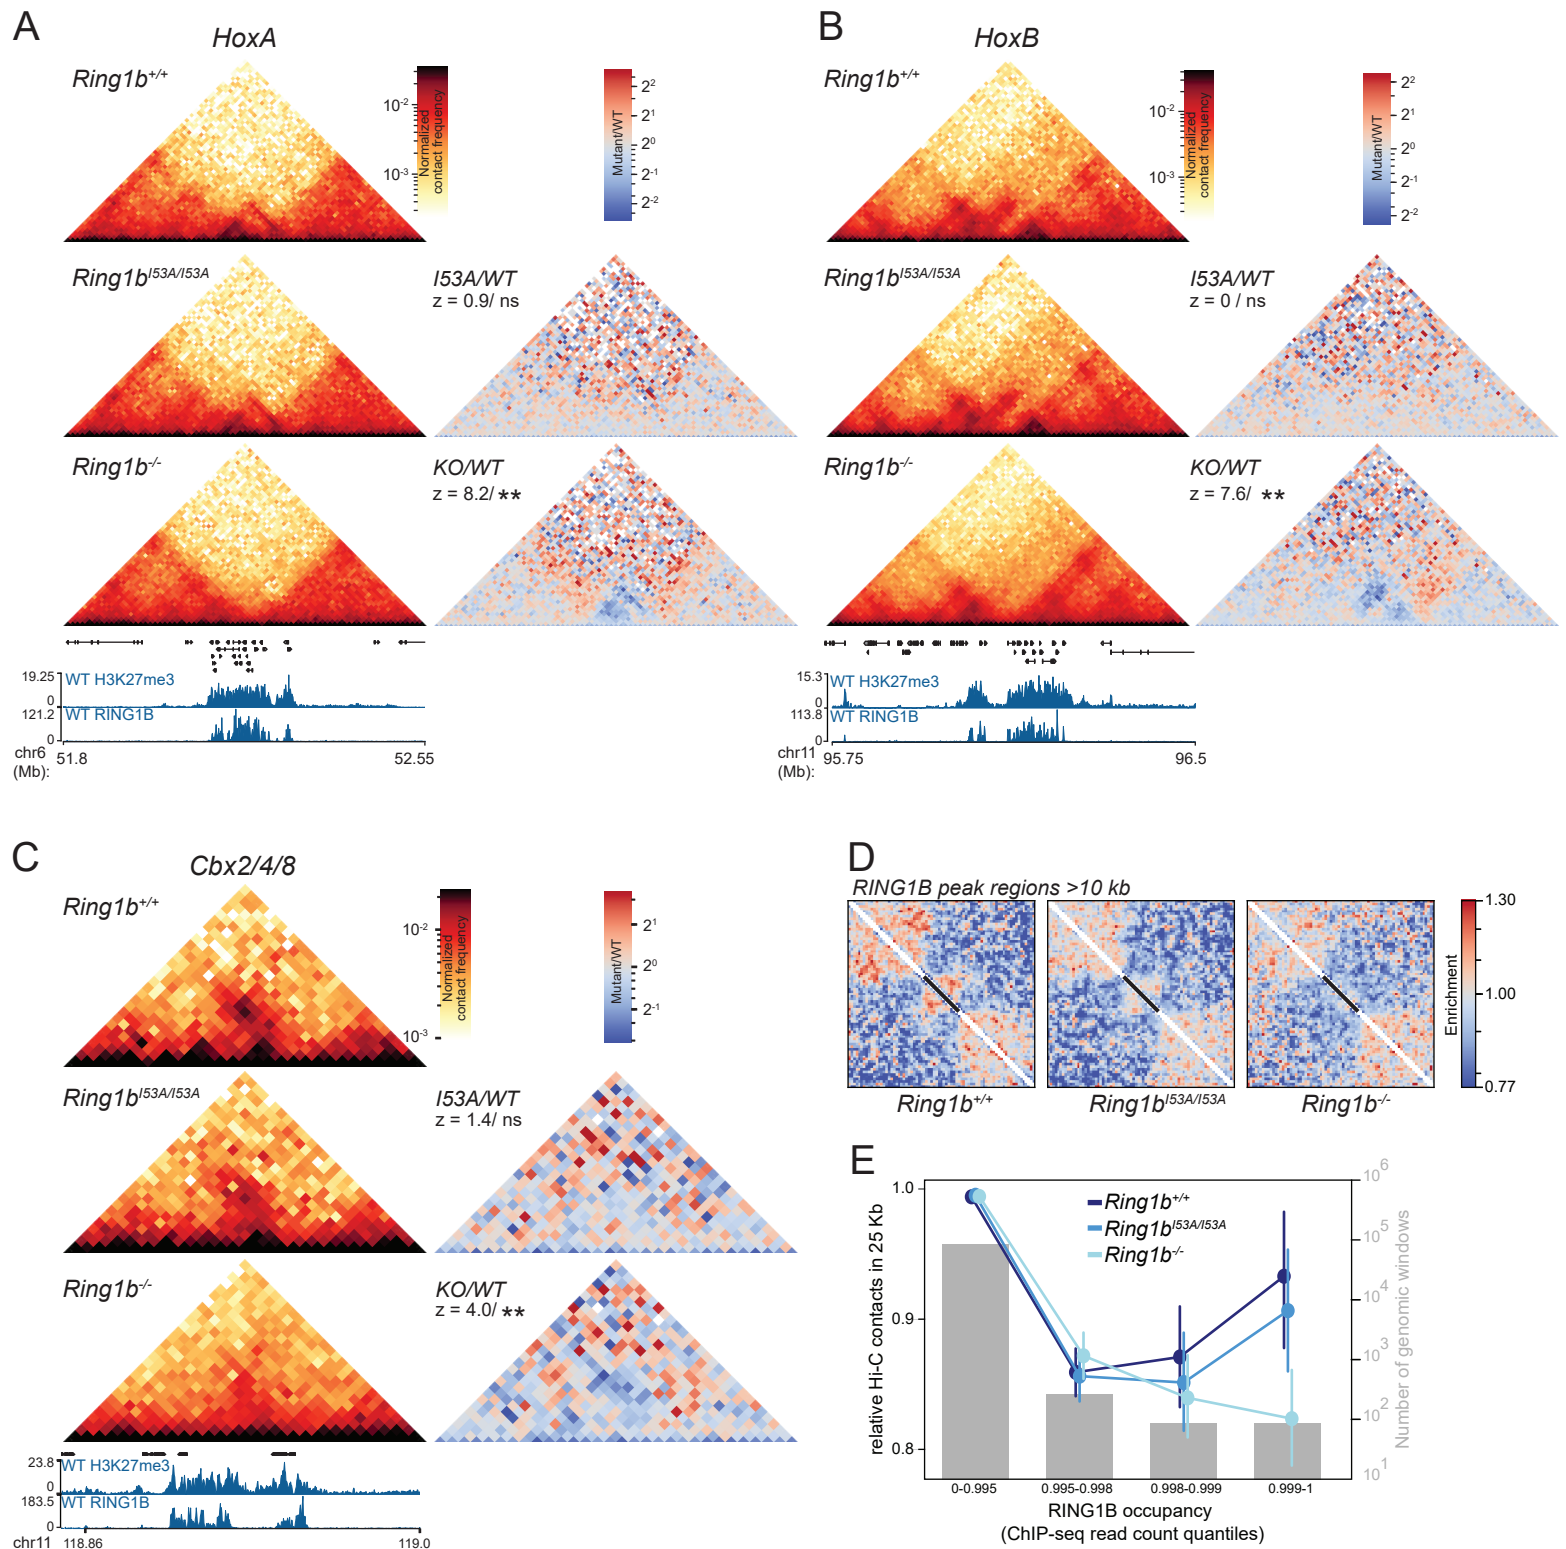 A
HoxA
Ring1b+/+
10-2
10-3
Normalized
contact frequency
22
21
20
2-1
2-2
Mutant/WT
Ring1bI53A/I53A
I53A/WT
z = 0.9/ ns
Ring1b-/-
KO/WT
z = 8.2/ **
19.25
0
WT H3K27me3
121.2
0
WT RING1B
chr6
(Mb):
51.8
52.55
B
HoxB
Ring1b+/+
10-2
10-3
Normalized
contact frequency
22
21
20
2-1
2-2
Mutant/WT
Ring1bI53A/I53A
I53A/WT
z = 0 / ns
Ring1b-/-
KO/WT
z = 7.6/ **
15.3
0
WT H3K27me3
113.8
0
WT RING1B
chr11
(Mb):
95.75
96.5
C
Cbx2/4/8
Ring1b+/+
10-2
10-3
Normalized
contact frequency
21
20
2-1
Mutant/WT
Ring1bI53A/I53A
I53A/WT
z = 1.4/ ns
Ring1b-/-
KO/WT
z = 4.0/ **
23.8
0
WT H3K27me3
183.5
0
WT RING1B
chr11
118.86
119.0
D
RING1B peak regions >10 kb
1.30
1.00
0.77
Enrichment
Ring1b+/+
Ring1bI53A/I53A
Ring1b-/-
E
1.0
0.9
0.8
relative Hi-C contacts in 25 Kb
Ring1b+/+
Ring1bI53A/I53A
Ring1b-/-
106
105
104
103
102
101
Number of genomic windows
0-0.995
0.995-0.998
0.998-0.999
0.999-1
RING1B occupancy
(ChIP-seq read count quantiles)